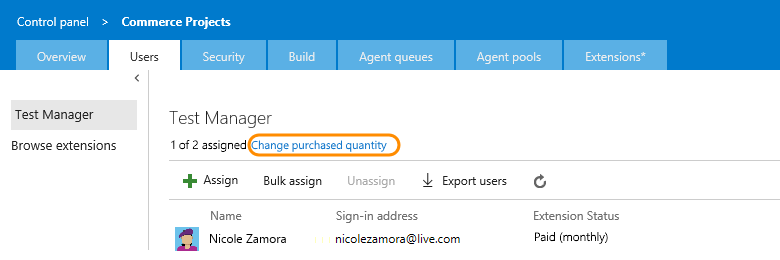 Control panel > Commerce Projects
Overview Users Security Build Agent queues Agent pools Extensions*
<
Test Manager
Browse extensions
Test Manager
1 of 2 assigned Change purchased quantity
+ Assign Bulk assign Unassign Export users
Name Sign-in address Extension Status
Nicole Zamora nicolezamora@live.com Paid (monthly)